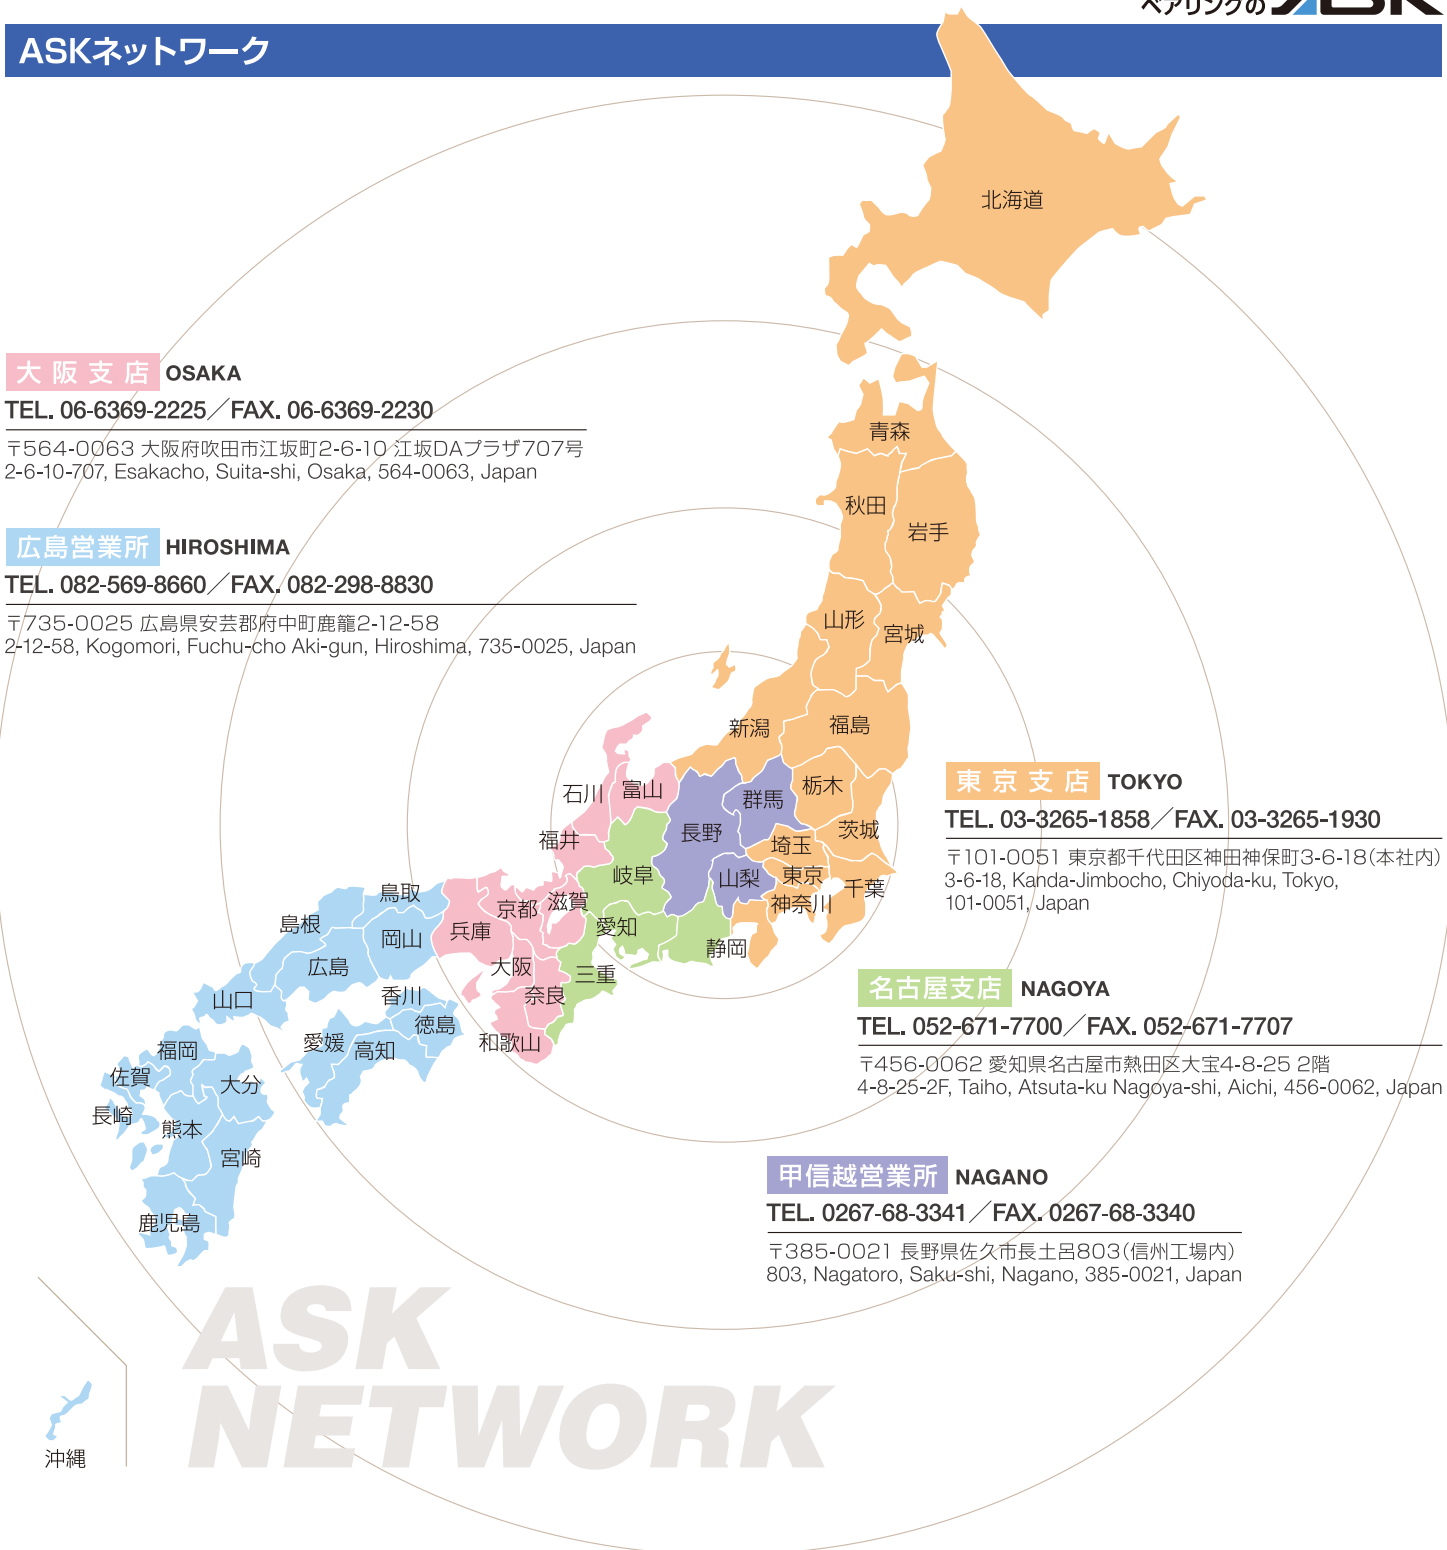 ベアリングの ASK
ASKネットワーク
北海道
青森
秋田
岩手
山形
宮城
新潟
福島
石川
富山
群馬
栃木
福井
長野
埼玉
茨城
岐阜
山梨
東京
千葉
神奈川
鳥取
京都
滋賀
島根
岡山
兵庫
愛知
静岡
広島
大阪
三重
山口
香川
奈良
徳島
和歌山
愛媛
高知
福岡
佐賀
大分
長崎
熊本
宮崎
鹿児島
沖縄
大阪支店 OSAKA
TEL. 06-6369-2225／FAX. 06-6369-2230
〒564-0063 大阪府吹田市江坂町2-6-10 江坂DAプラザ707号
2-6-10-707, Esakacho, Suita-shi, Osaka, 564-0063, Japan
広島営業所 HIROSHIMA
TEL. 082-569-8660／FAX. 082-298-8830
〒735-0025 広島県安芸郡府中町鹿籠2-12-58
2-12-58, Kogomori, Fuchu-cho Aki-gun, Hiroshima, 735-0025, Japan
東京支店 TOKYO
TEL. 03-3265-1858／FAX. 03-3265-1930
〒101-0051 東京都千代田区神田神保町3-6-18(本社内)
3-6-18, Kanda-Jimbocho, Chiyoda-ku, Tokyo,
101-0051, Japan
名古屋支店 NAGOYA
TEL. 052-671-7700／FAX. 052-671-7707
〒456-0062 愛知県名古屋市熱田区大宝4-8-25 2階
4-8-25-2F, Taiho, Atsuta-ku Nagoya-shi, Aichi, 456-0062, Japan
甲信越営業所 NAGANO
TEL. 0267-68-3341／FAX. 0267-68-3340
〒385-0021 長野県佐久市長土呂803(信州工場内)
803, Nagatoro, Saku-shi, Nagano, 385-0021, Japan
ASK
NETWORK